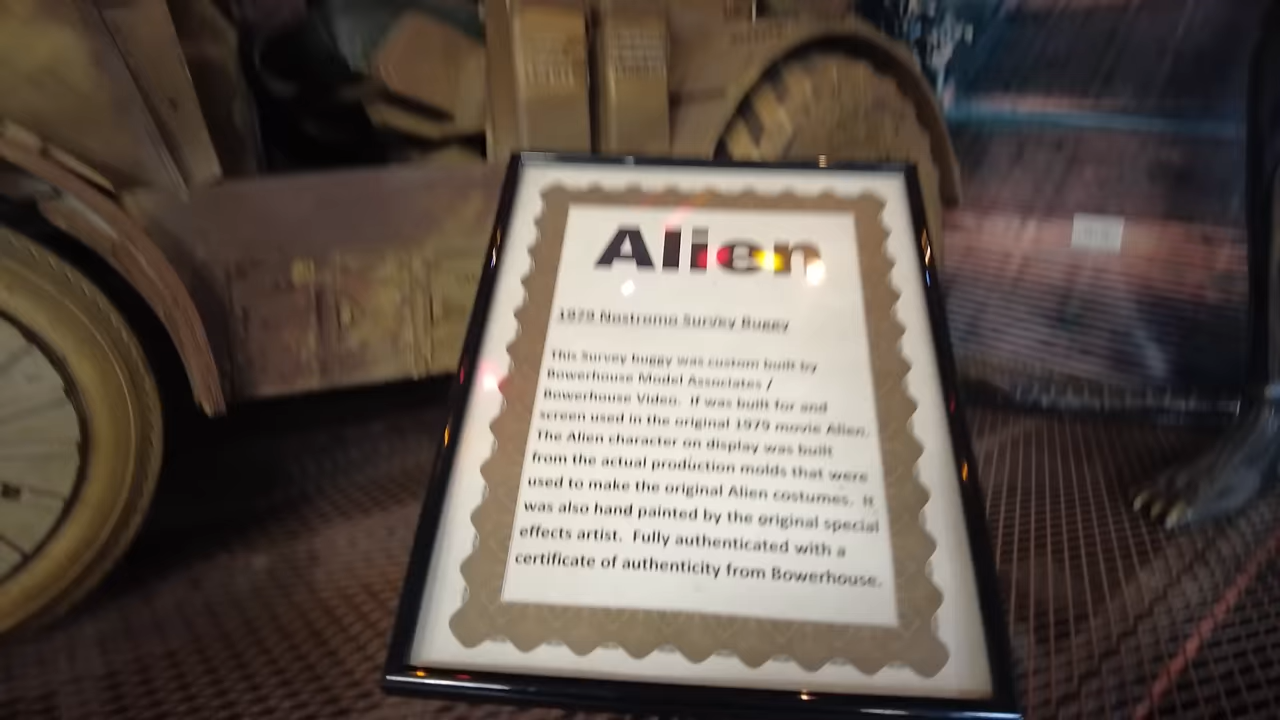 Alien
1979 Nostromo Survey Buggy
This Survey buggy was custom built by
Bowerhouse Model Associates /
Bowerhouse Video. If was built for and
screen used in the original 1979 movie Alien.
The Alien character on display was built
from the actual production molds that were
used to make the original Alien costumes. It
was also hand painted by the original special
effects artist. Fully authenticated with a
certificate of authenticity from Bowerhouse.